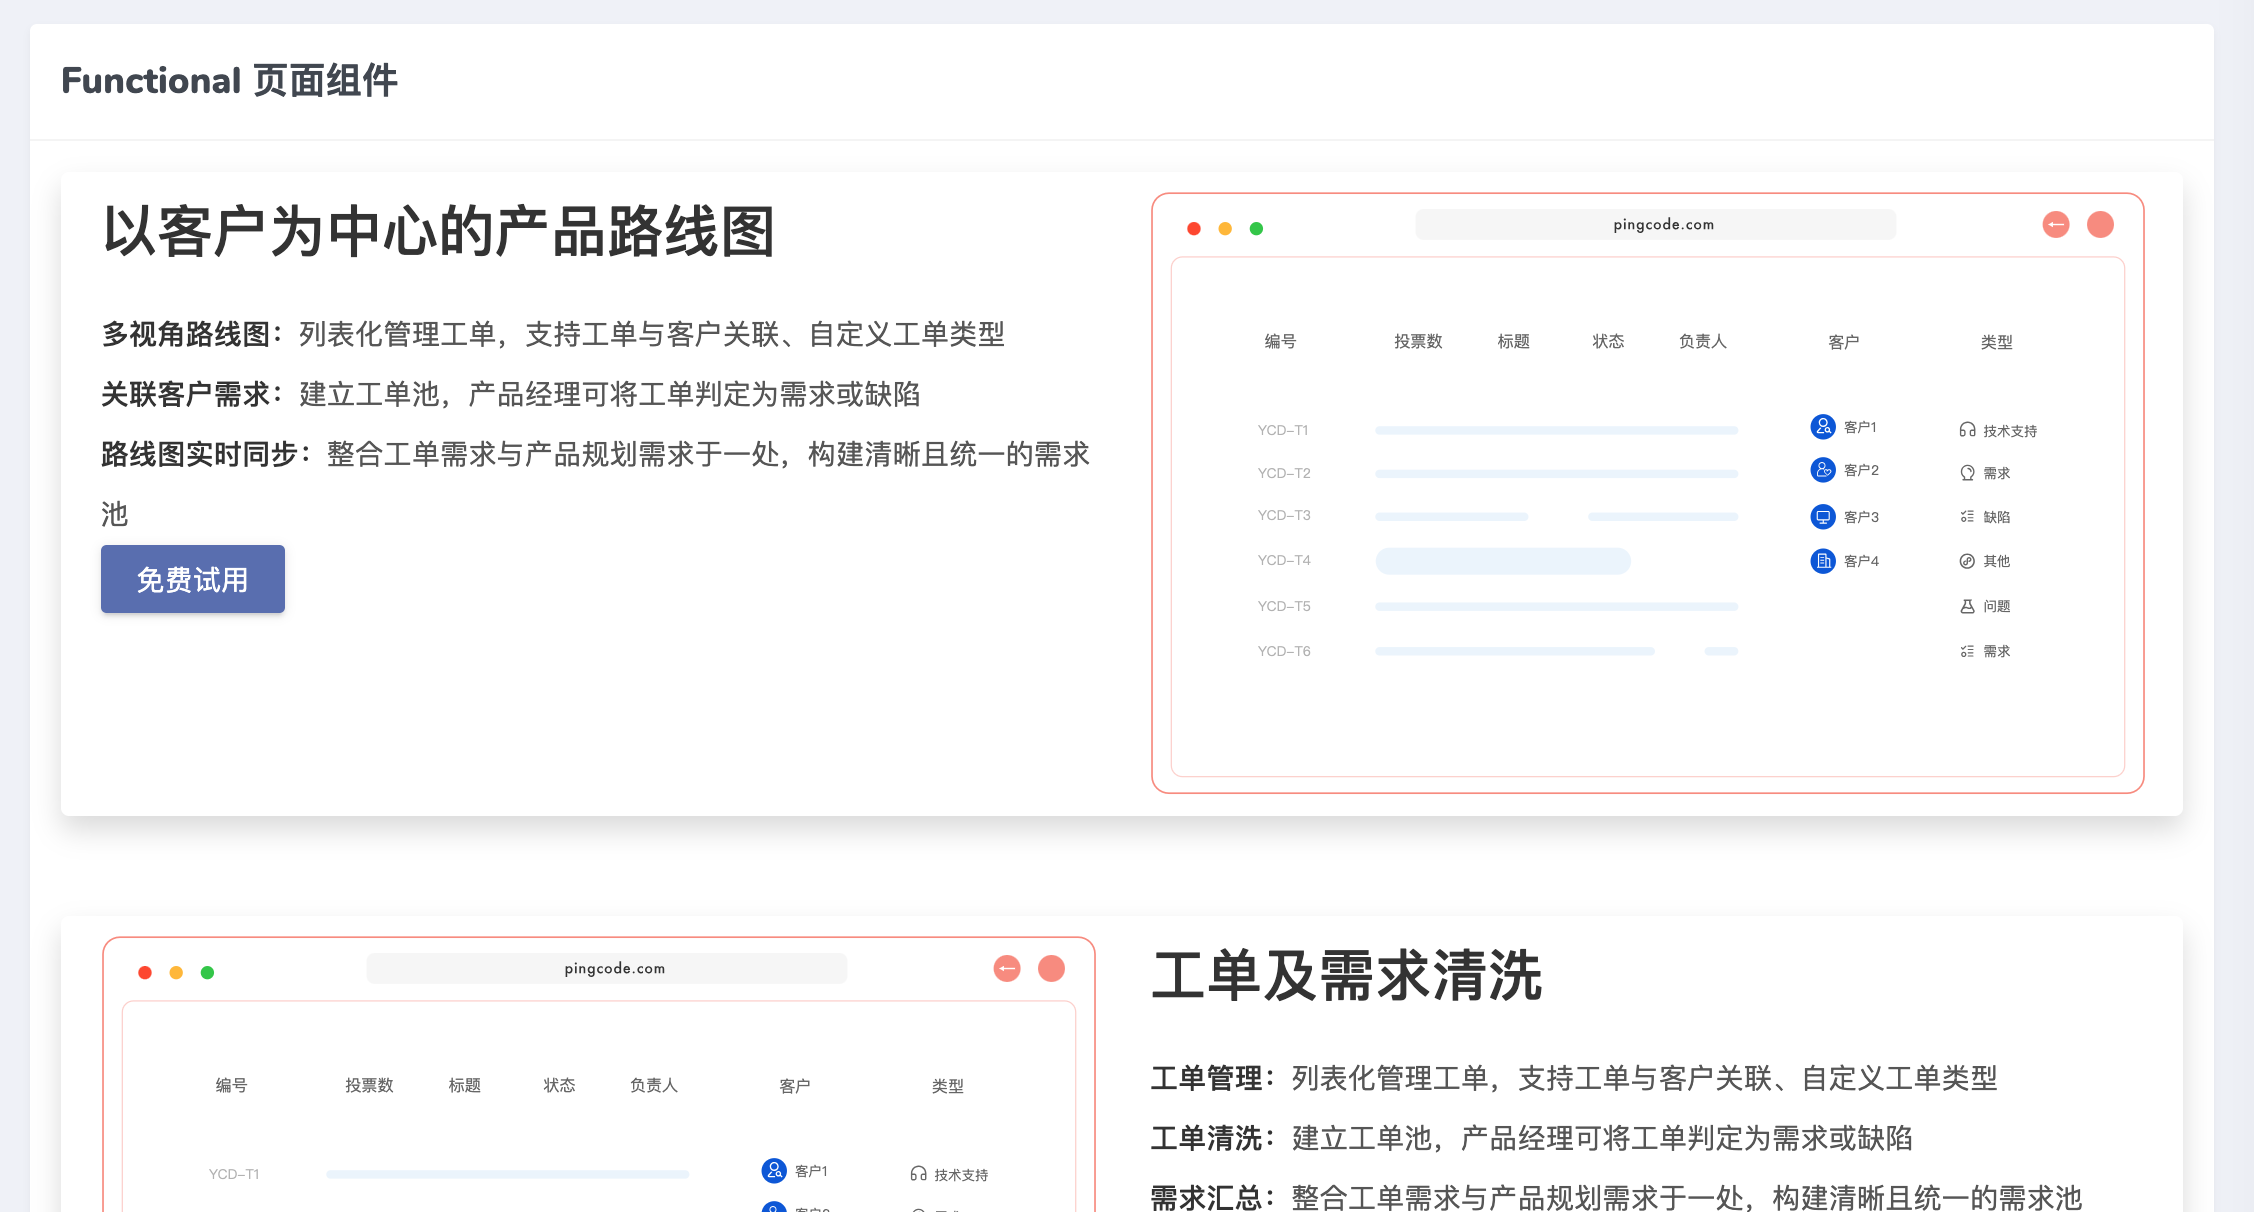 Functional 页面组件
以客户为中心的产品路线图
多视角路线图：列表化管理工单，支持工单与客户关联、自定义工单类型
关联客户需求：建立工单池，产品经理可将工单判定为需求或缺陷
路线图实时同步：整合工单需求与产品规划需求于一处，构建清晰且统一的需求
池
免费试用
pingcode.com
编号 投票数 标题 状态 负责人 客户 类型
YCD-T1 客户1 技术支持
YCD-T2 客户2 需求
YCD-T3 客户3 缺陷
YCD-T4 客户4 其他
YCD-T5 问题
YCD-T6 需求
pingcode.com
编号 投票数 标题 状态 负责人 客户 类型
YCD-T1 客户1 技术支持
工单及需求清洗
工单管理：列表化管理工单，支持工单与客户关联、自定义工单类型
工单清洗：建立工单池，产品经理可将工单判定为需求或缺陷
需求汇总：整合工单需求与产品规划需求于一处，构建清晰且统一的需求池